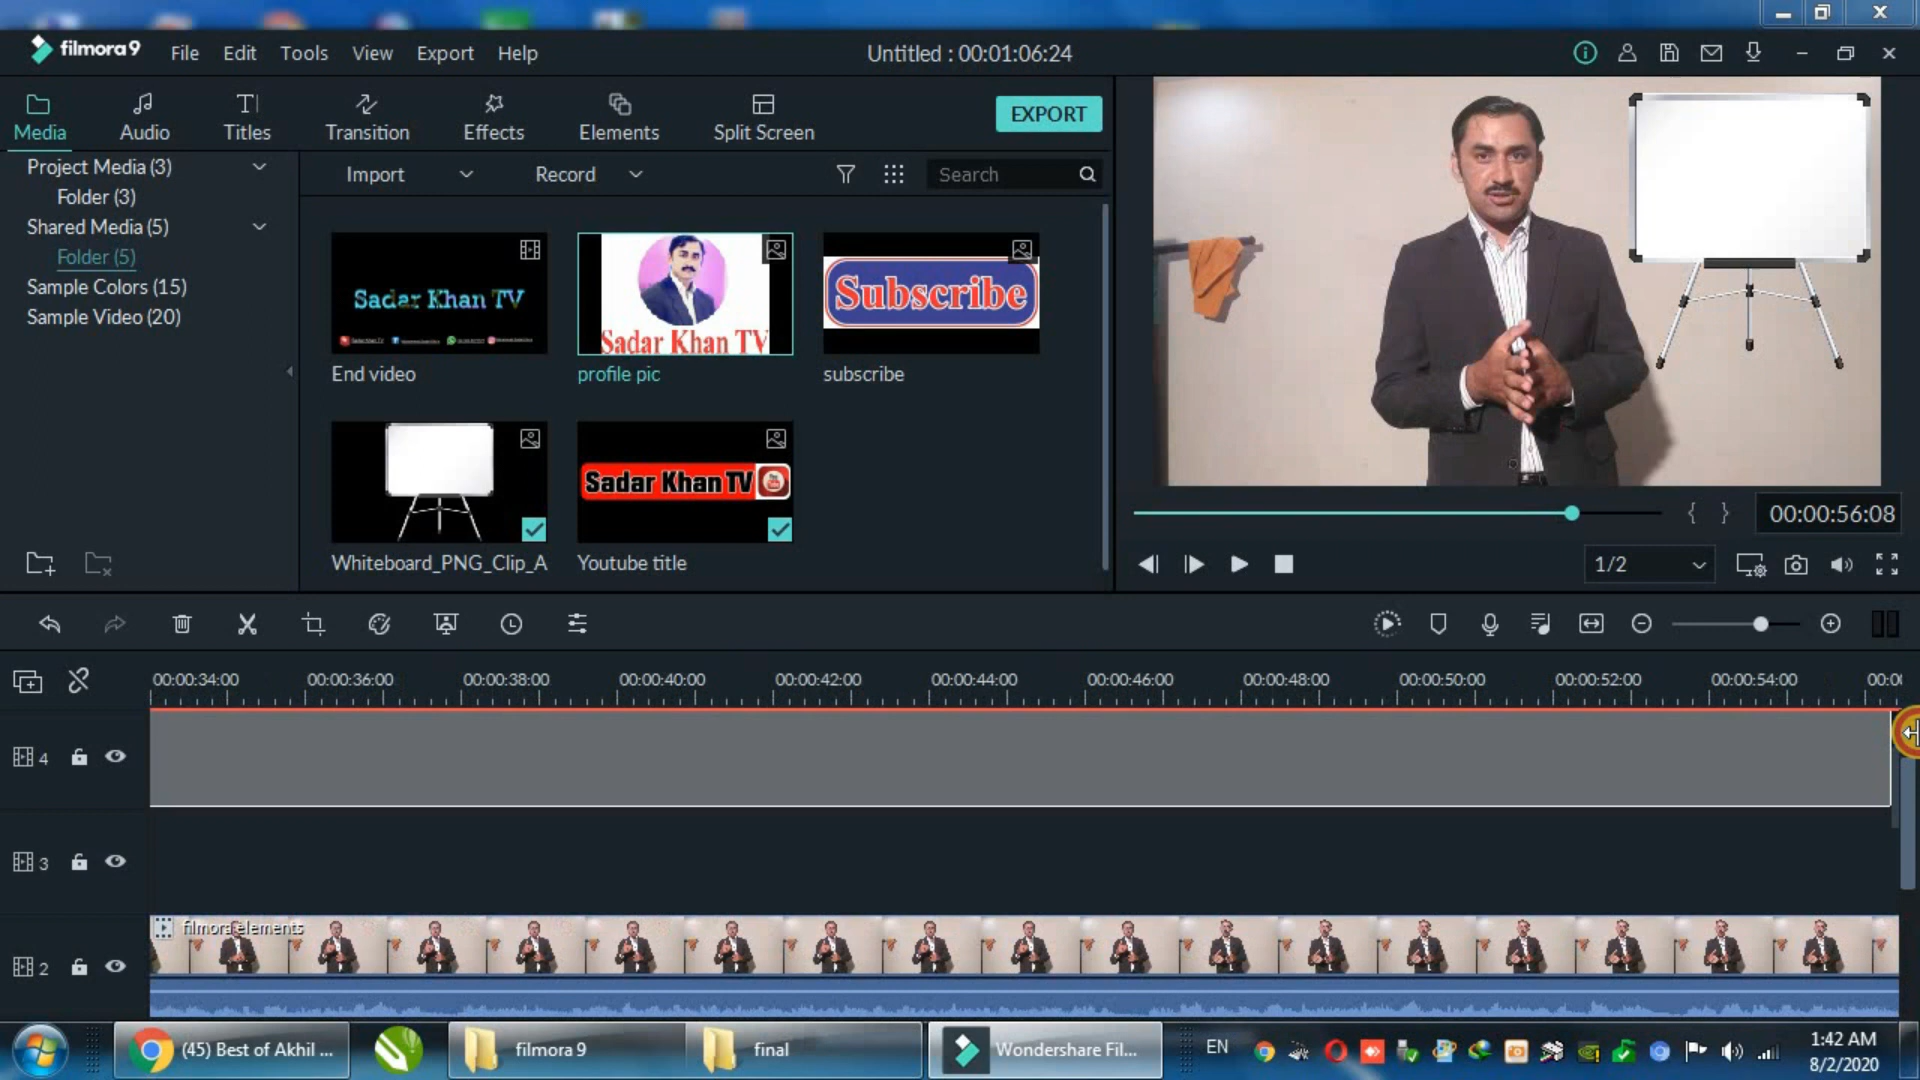 filmora9 File Edit Tools View Export Help Untitled : 00:01:06:24
Media Audio Titles Transition Effects Elements Split Screen EXPORT
Project Media (3)
Folder (3)
Shared Media (5)
Folder (5)
Sample Colors (15)
Sample Video (20)
Import Record Search
Sadar Khan TV
End video
Sadar Khan TV
profile pic
Subscribe
subscribe
Whiteboard_PNG_Clip_A
Sadar Khan TV
Youtube title
{ } 00:00:56:08
1/2
00:00:34:00 00:00:36:00 00:00:38:00 00:00:40:00 00:00:42:00 00:00:44:00 00:00:46:00 00:00:48:00 00:00:50:00 00:00:52:00 00:00:54:00
4
3
filmora elements
2
(45) Best of Akhil ... filmora 9 final Wondershare Fil... EN 1:42 AM
8/2/2020